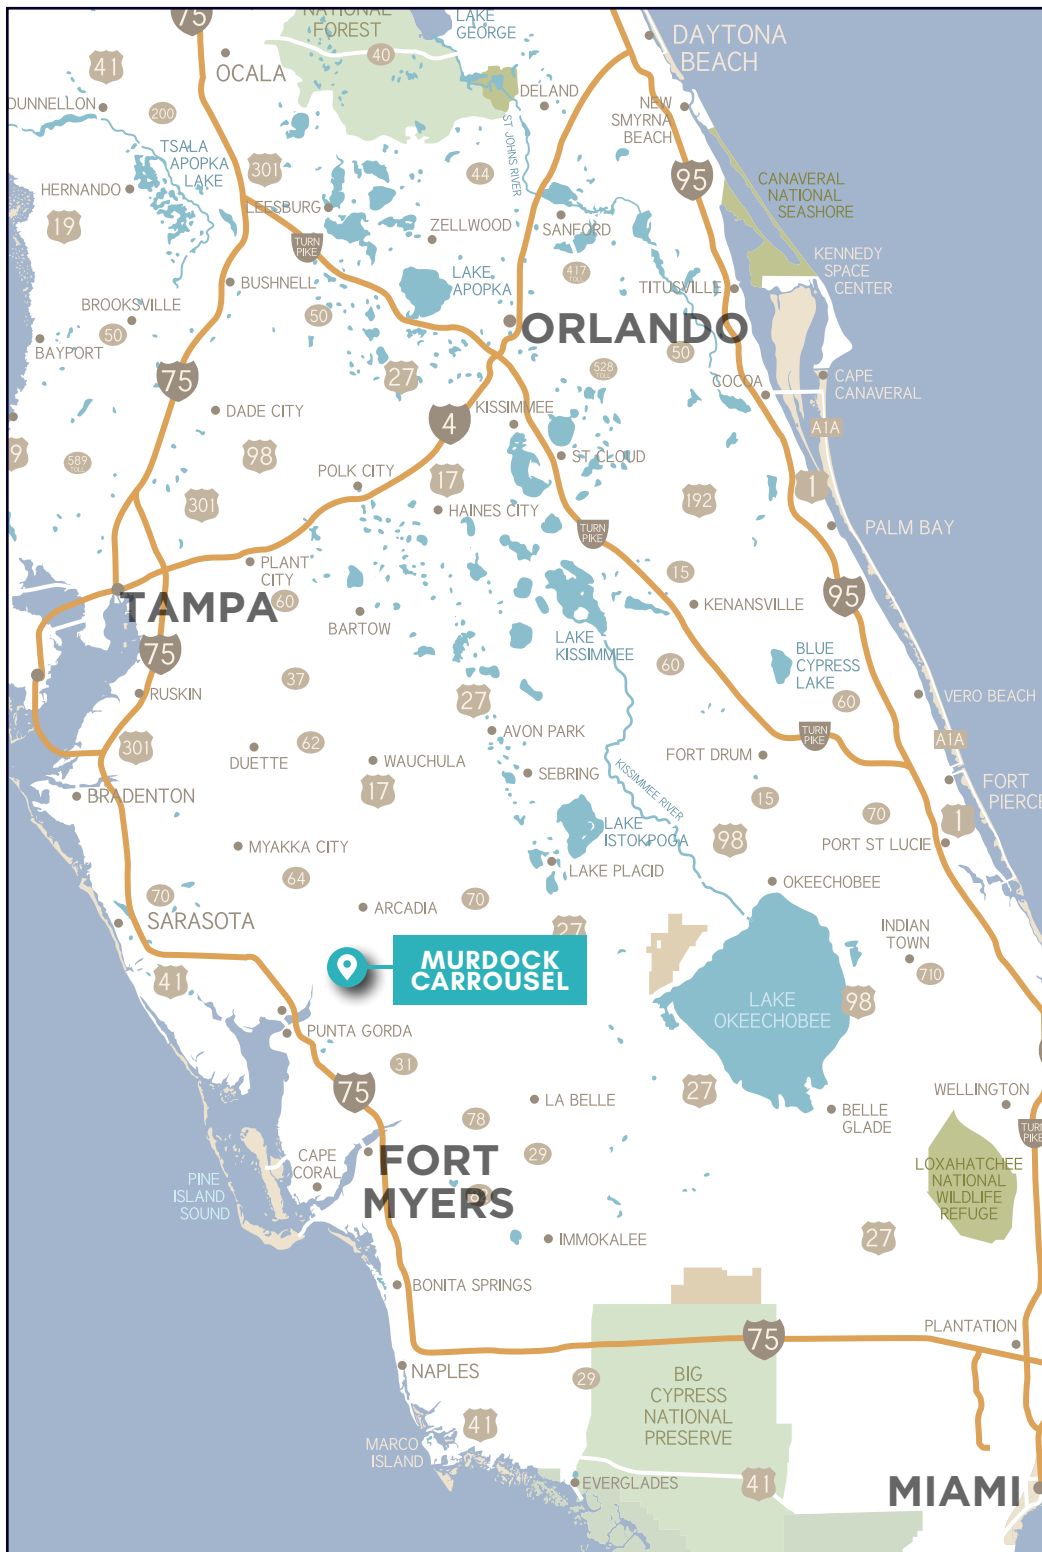 75
NATIONAL
FOREST
LAKE
GEORGE
DAYTONA
BEACH
41
OCALA
40
DUNNELLON
200
DELAND
NEW
SMYRNA
BEACH
ST JOHNS RIVER
TSALA
APOPKA
LAKE
301
44
95
HERNANDO
CANAVERAL
NATIONAL
SEASHORE
19
LEESBURG
ZELLWOOD
SANFORD
TURN
PIKE
KENNEDY
SPACE
CENTER
417
TOLL
BUSHNELL
LAKE
APOPKA
TITUSVILLE
BROOKSVILLE
50
50
ORLANDO
50
BAYPORT
75
27
528
TOLL
COCOA
CAPE
CANAVERAL
DADE CITY
4
KISSIMMEE
A1A
9
589
TOLL
98
ST CLOUD
POLK CITY
17
1
301
HAINES CITY
192
PALM BAY
TURN
PIKE
PLANT
CITY
15
TAMPA
60
BARTOW
KENANSVILLE
95
75
LAKE
KISSIMMEE
BLUE
CYPRESS
LAKE
60
37
RUSKIN
27
60
VERO BEACH
301
62
AVON PARK
TURN
PIKE
A1A
DUETTE
WAUCHULA
SEBRING
KISSIMMEE RIVER
FORT DRUM
FORT
PIERCE
BRADENTON
17
15
70
1
LAKE
ISTOKPOGA
98
PORT ST LUCIE
MYAKKA CITY
LAKE PLACID
64
OKEECHOBEE
70
SARASOTA
ARCADIA
70
27
INDIAN
TOWN
MURDOCK
CARROUSEL
41
710
LAKE
OKEECHOBEE
98
PUNTA GORDA
31
75
LA BELLE
27
WELLINGTON
BELLE
GLADE
78
TURN
PIKE
29
CAPE
CORAL
FORT
MYERS
PINE
ISLAND
SOUND
LOXAHATCHEE
NATIONAL
WILDLIFE
REFUGE
IMMOKALEE
27
BONITA SPRINGS
75
PLANTATION
NAPLES
29
BIG
CYPRESS
NATIONAL
PRESERVE
41
MARCO
ISLAND
EVERGLADES
41
MIAMI